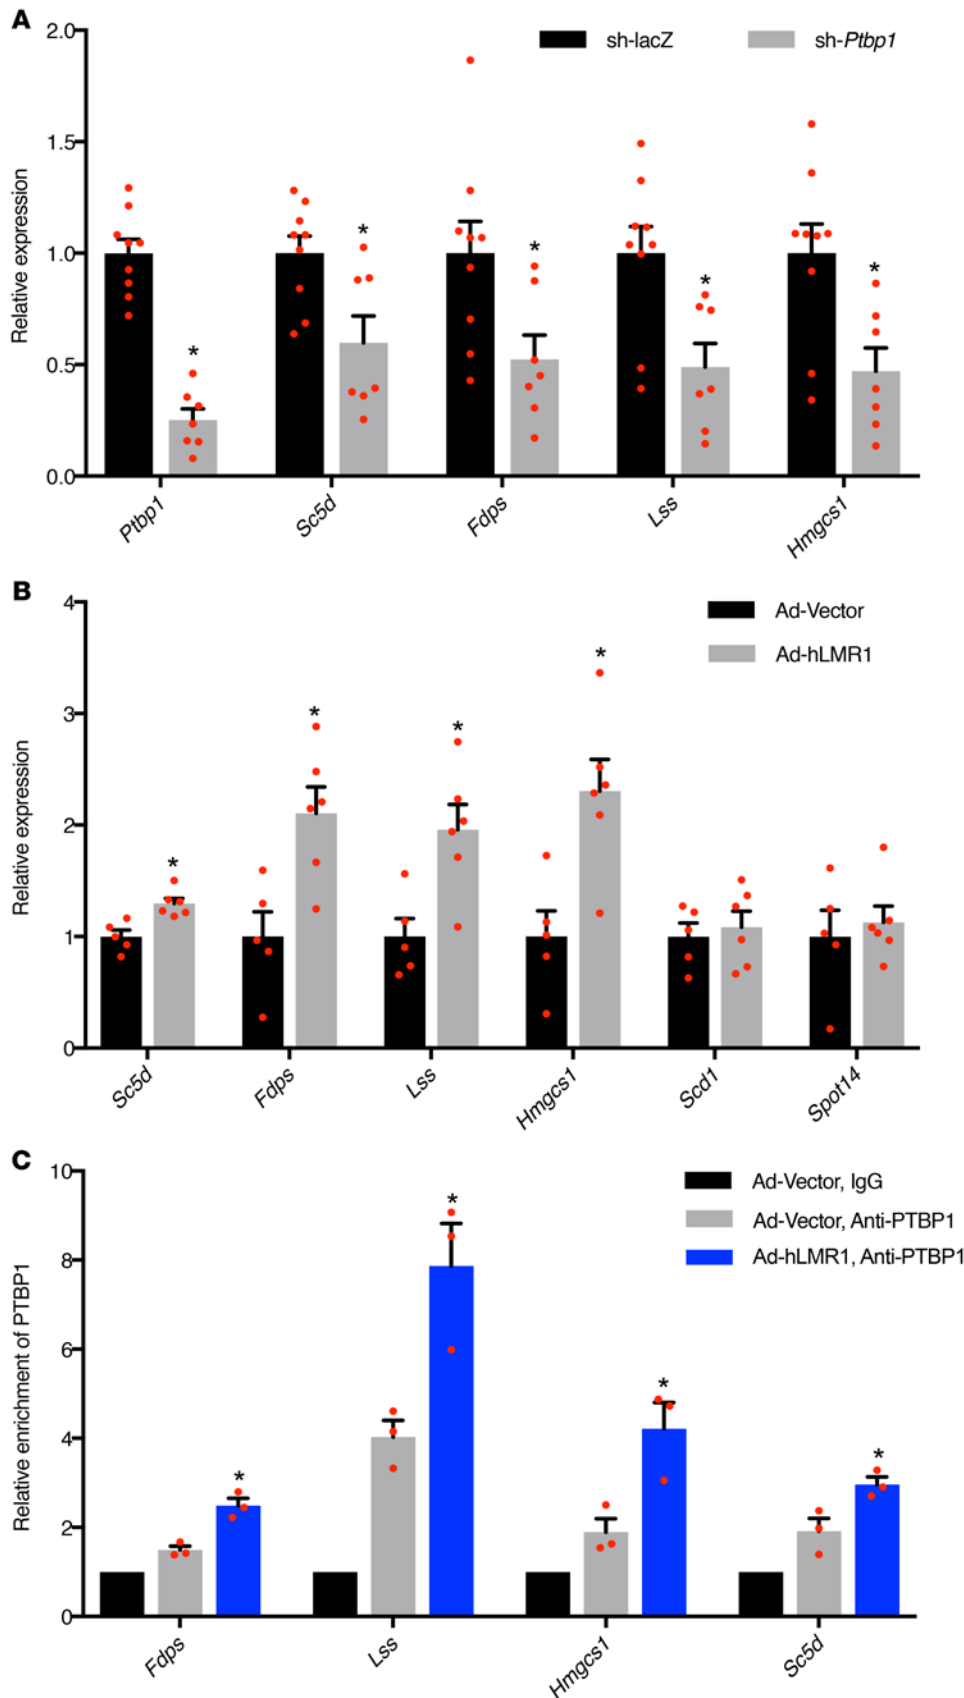 A
sh-lacZ sh-Ptbp1
2.0
1.5
1.0
0.5
0.0
Relative expression
* * * * *
Ptbp1 Sc5d Fdps Lss Hmgcs1
B
Ad-Vector
Ad-hLMR1
4
3
2
1
0
Relative expression
* * * *
Sc5d Fdps Lss Hmgcs1 Scd1 Spot14
C
Ad-Vector, IgG
Ad-Vector, Anti-PTBP1
Ad-hLMR1, Anti-PTBP1
10
8
6
4
2
0
Relative enrichment of PTBP1
* * * *
Fdps Lss Hmgcs1 Sc5d